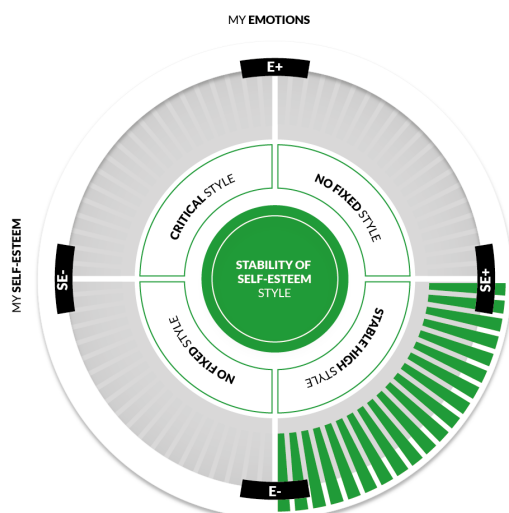 MY EMOTIONS
E+
CRITICAL STYLE
NO FIXED STYLE
MY SELF-ESTEEM
SE-
STABILITY OF
SELF-ESTEEM
STYLE
SE+
NO FIXED STYLE
STABLE HIGH STYLE
E-